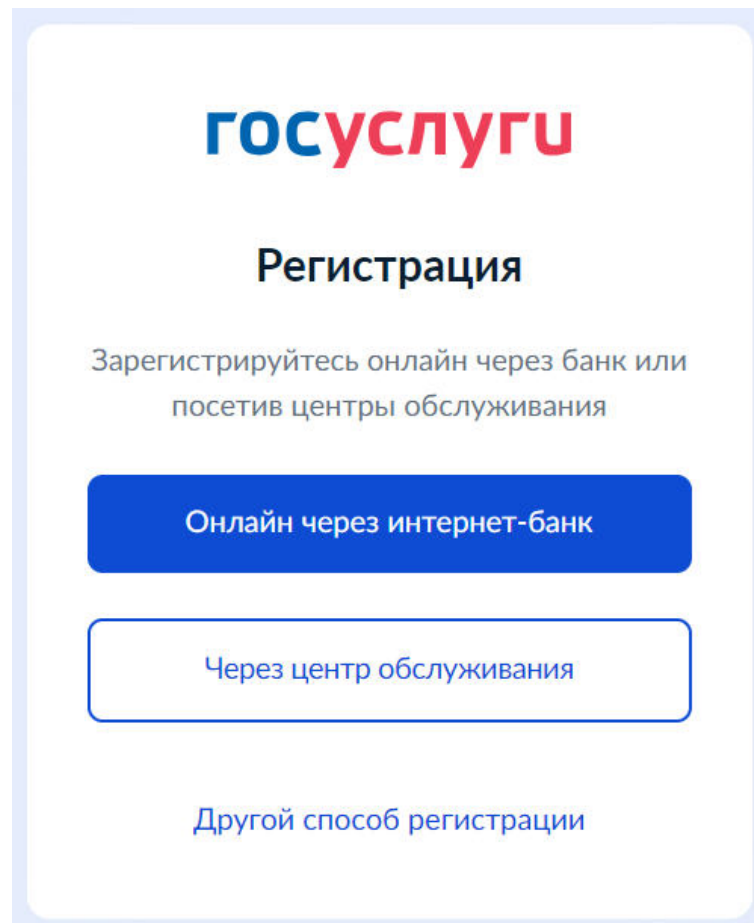 госуслуги
Регистрация
Зарегистрируйтесь онлайн через банк или
посетив центры обслуживания
Онлайн через интернет-банк
Через центр обслуживания
Другой способ регистрации